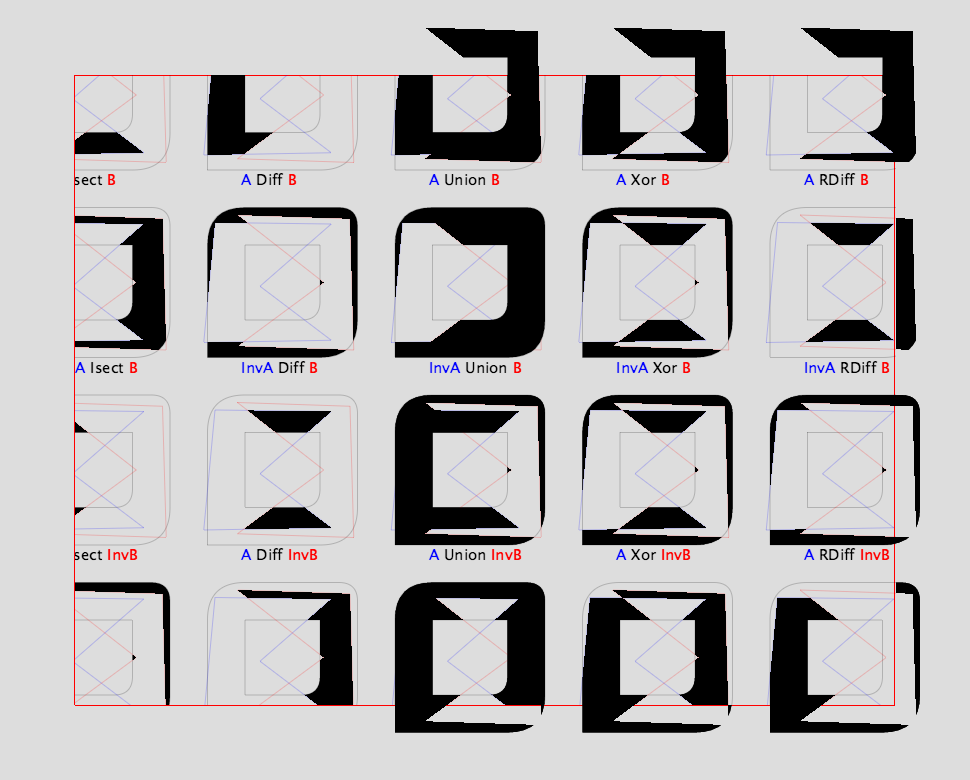 sect B A Diff B A Union B A Xor B A RDiff B
A Isect B InvA Diff B InvA Union B InvA Xor B InvA RDiff B
sect InvB A Diff InvB A Union InvB A Xor InvB A RDiff InvB